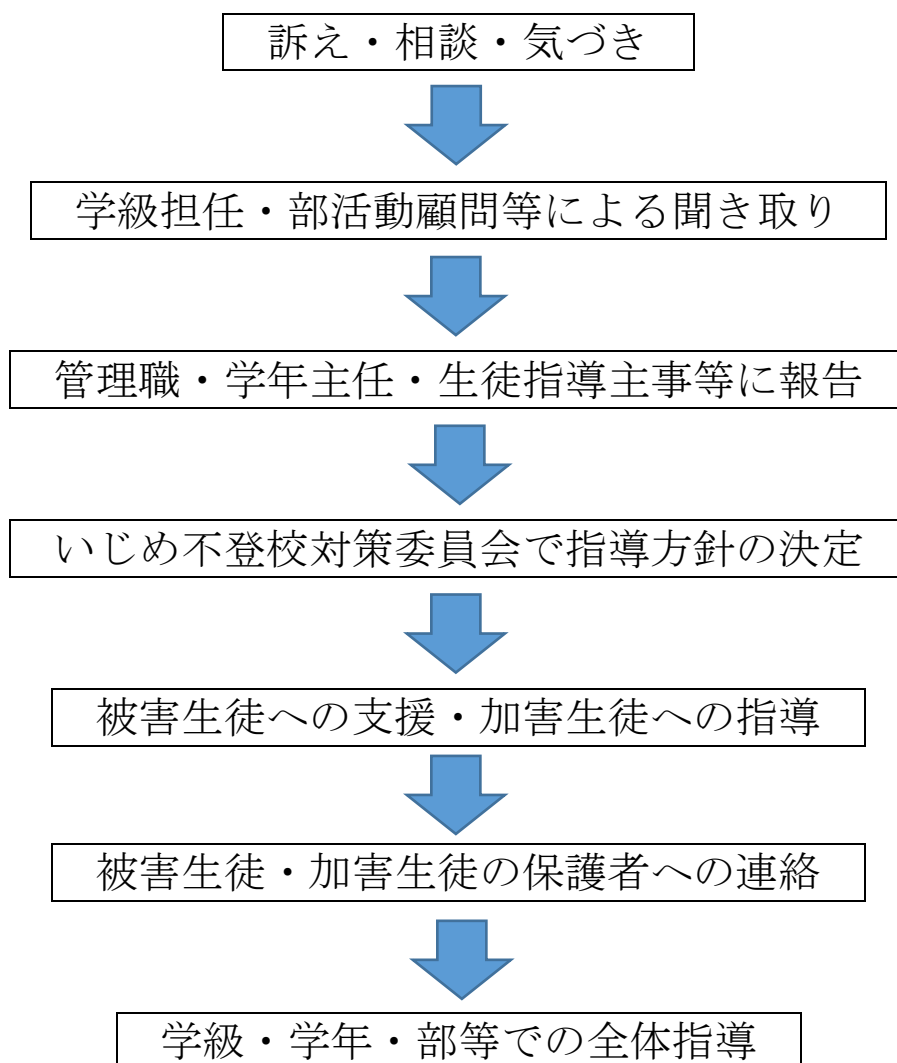 訴え・相談・気づき
学級担任・部活動顧問等による聞き取り
管理職・学年主任・生徒指導主事等に報告
いじめ不登校対策委員会で指導方針の決定
被害生徒への支援・加害生徒への指導
被害生徒・加害生徒の保護者への連絡
学級・学年・部等での全体指導